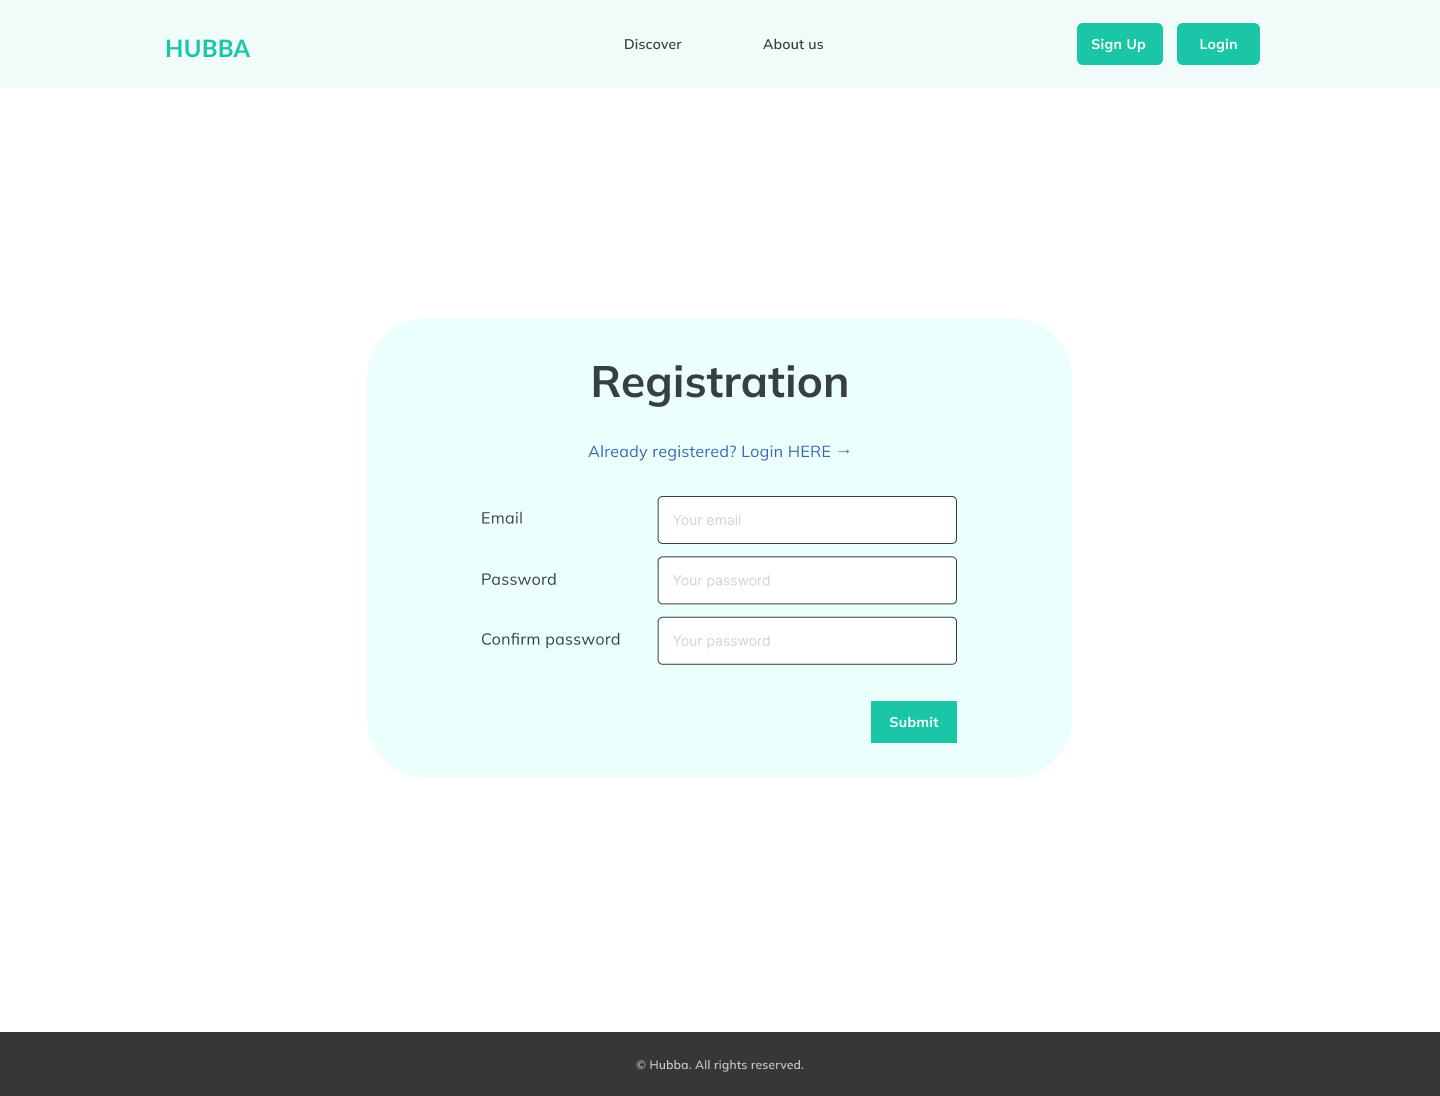 HUBBA
Discover
About us
Sign Up
Login
Registration
Already registered? Login HERE →
Email
Your email
Password
Your password
Confirm password
Your password
Submit
© Hubba. All rights reserved.